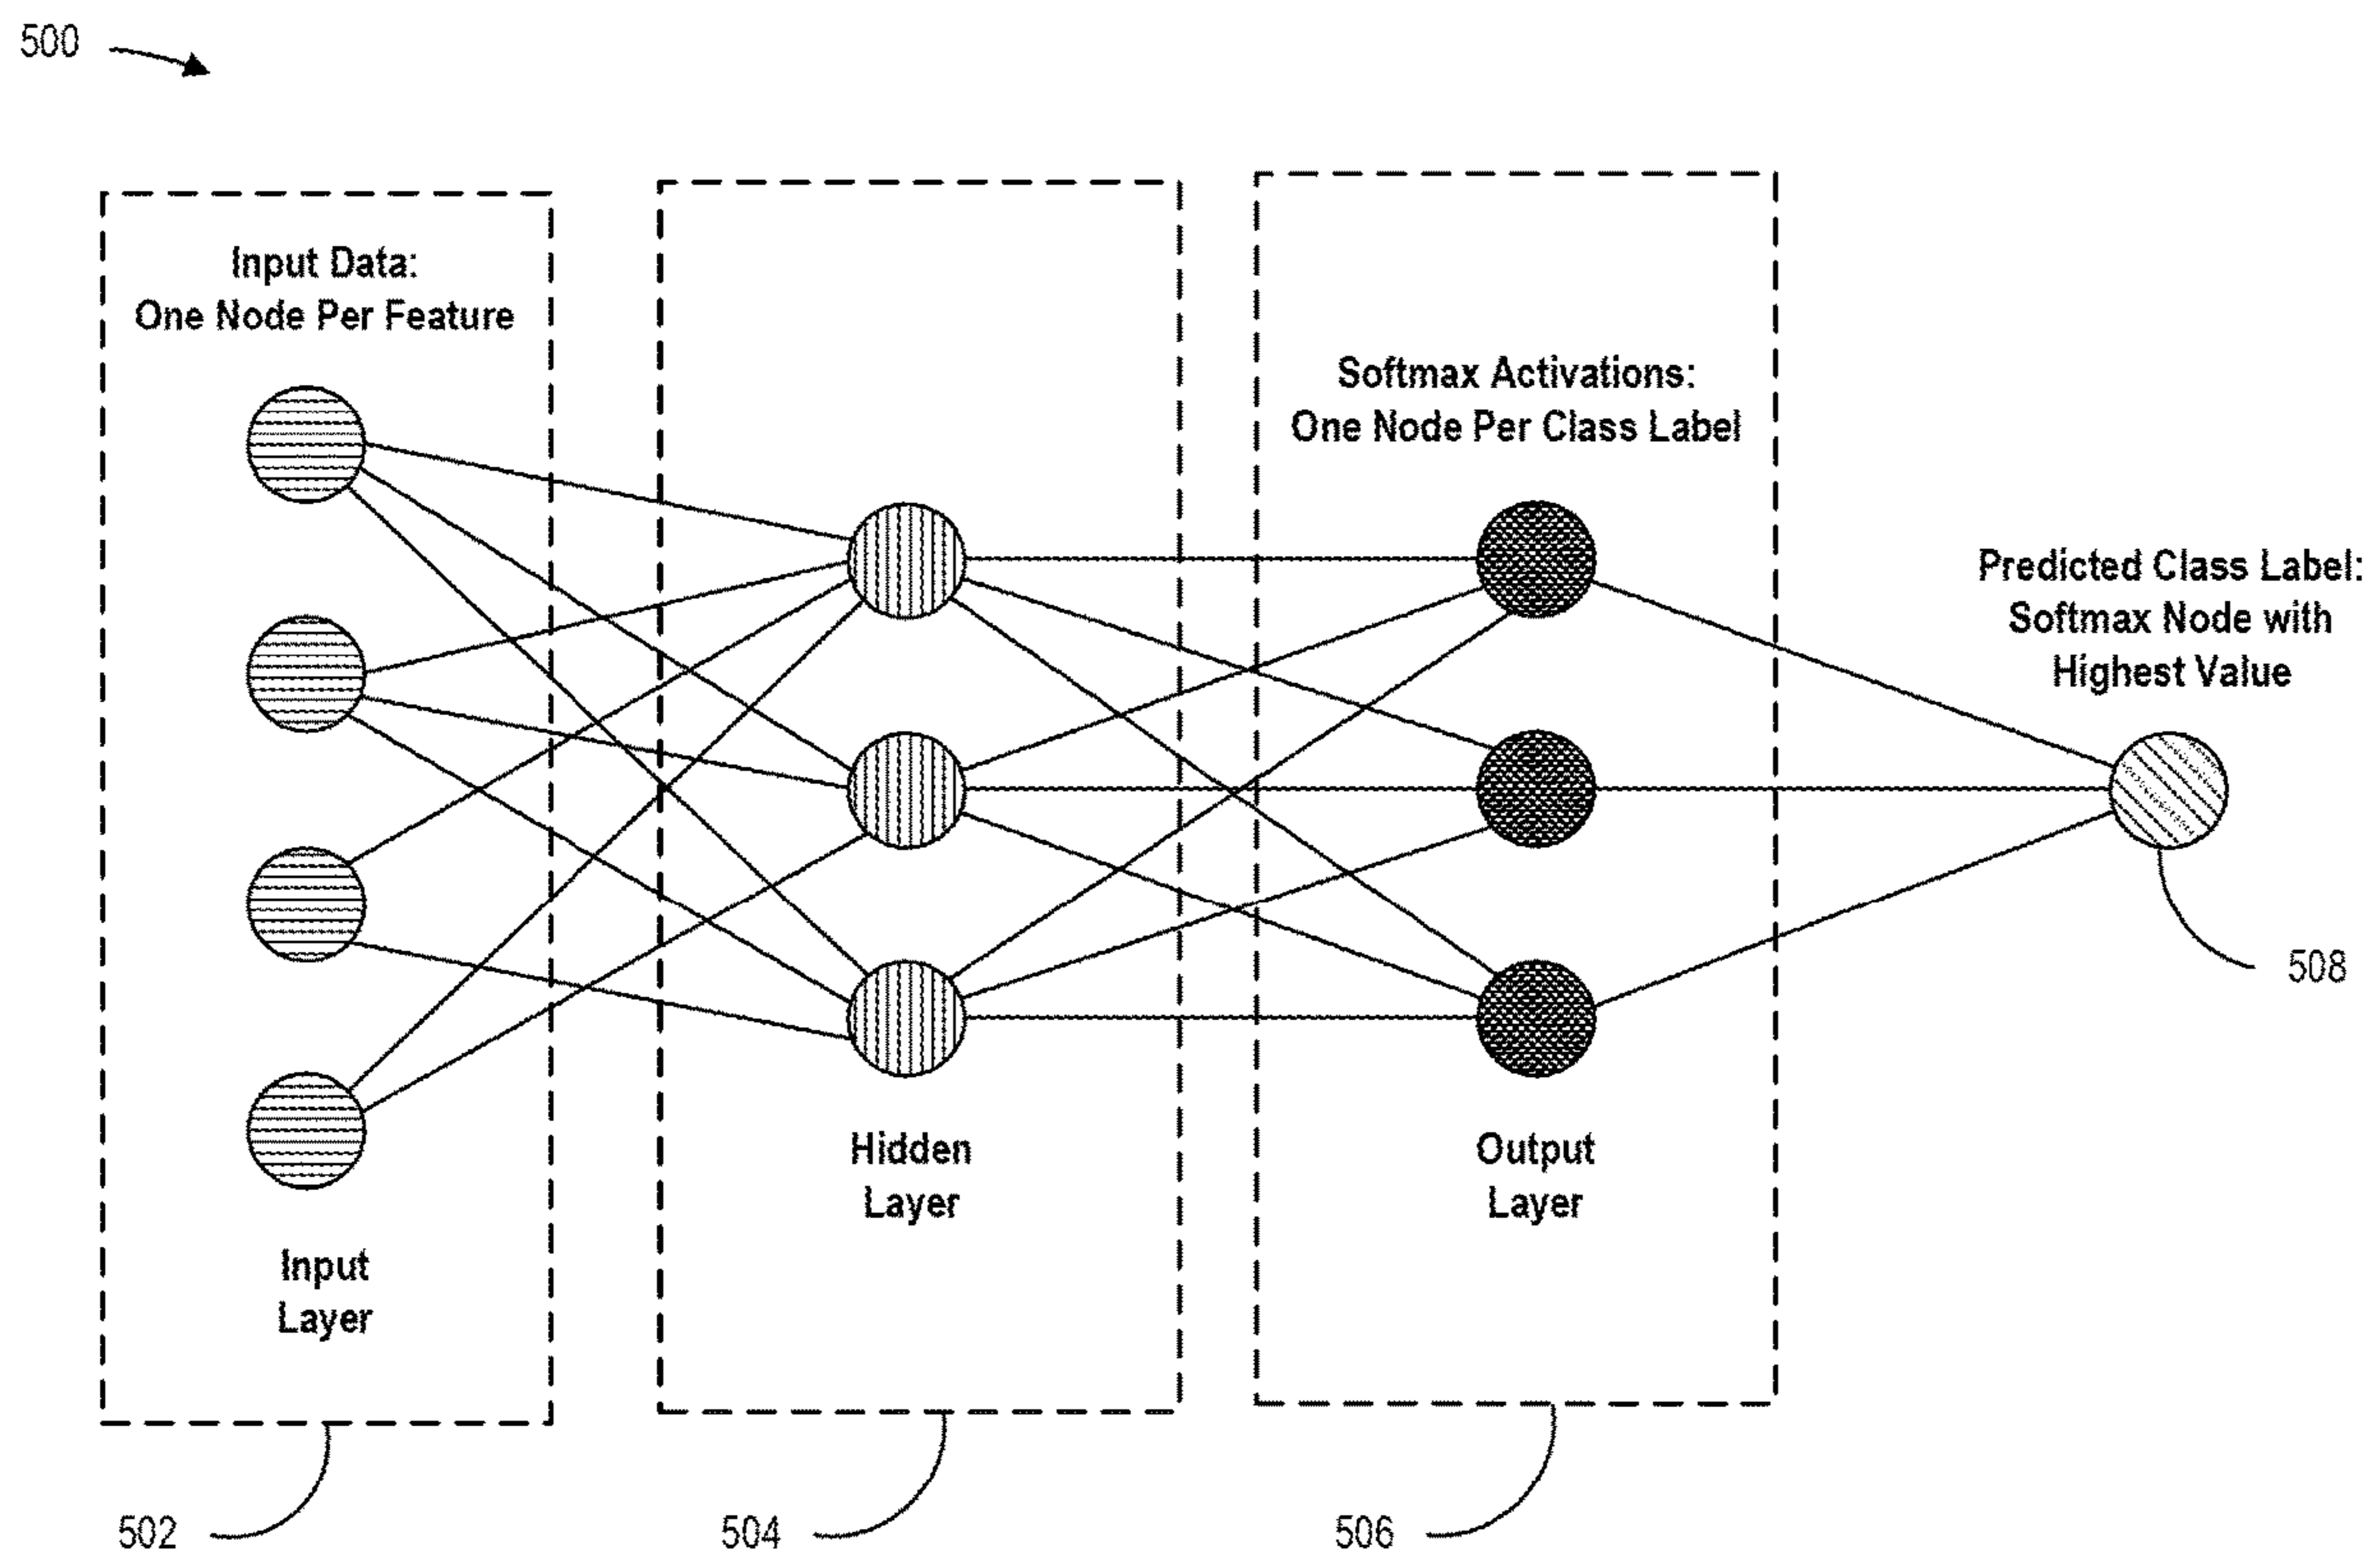 500
Input Data:
One Node Per Feature
Softmax Activations:
One Node Per Class Label
Predicted Class Label:
Softmax Node with
Highest Value
508
Hidden
Layer
Output
Layer
Input
Layer
502
504
506